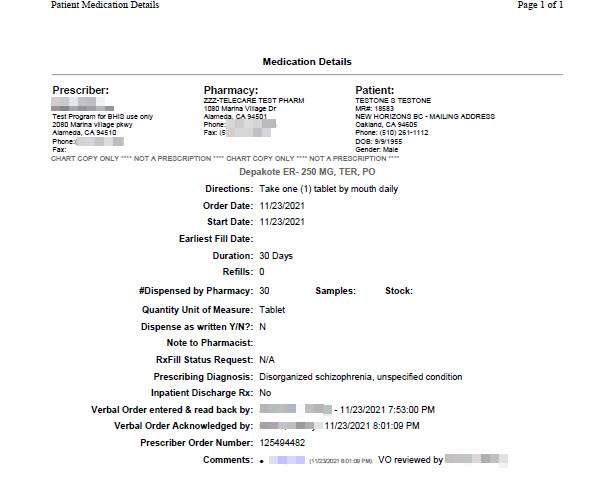 Patient Medication Details Page 1 of 1
Medication Details
Prescriber:
Test Program for BHIS use only
2080 Marina village pkwy
Alameda, CA 94510
Phone:
Fax:
Pharmacy:
ZZZ-TELECARE TEST PHARM
1080 Marina Village Dr
Alameda, CA 94501
Phone:
Fax: (5
Patient:
TESTONE S TESTONE
MR#: 18583
NEW HORIZONS BC - MAILING ADDRESS
Oakland, CA 94605
Phone: (510) 251-1112
DOB: 9/9/1955
Gender: Male
CHART COPY ONLY **** NOT A PRESCRIPTION **** CHART COPY ONLY **** NOT A PRESCRIPTION ****
Depakote ER- 250 MG, TER, PO
Directions: Take one (1) tablet by mouth daily
Order Date: 11/23/2021
Start Date: 11/23/2021
Earliest Fill Date:
Duration: 30 Days
Refills: 0
#Dispensed by Pharmacy: 30 Samples: Stock:
Quantity Unit of Measure: Tablet
Dispense as written Y/N?: N
Note to Pharmacist:
RxFill Status Request: N/A
Prescribing Diagnosis: Disorganized schizophrenia, unspecified condition
Inpatient Discharge Rx: No
Verbal Order entered & read back by: - 11/23/2021 7:53:00 PM
Verbal Order Acknowledged by: 11/23/2021 8:01:09 PM
Prescriber Order Number: 125494482
Comments: • (11/23/2021 8:01:09 PM): VO reviewed by